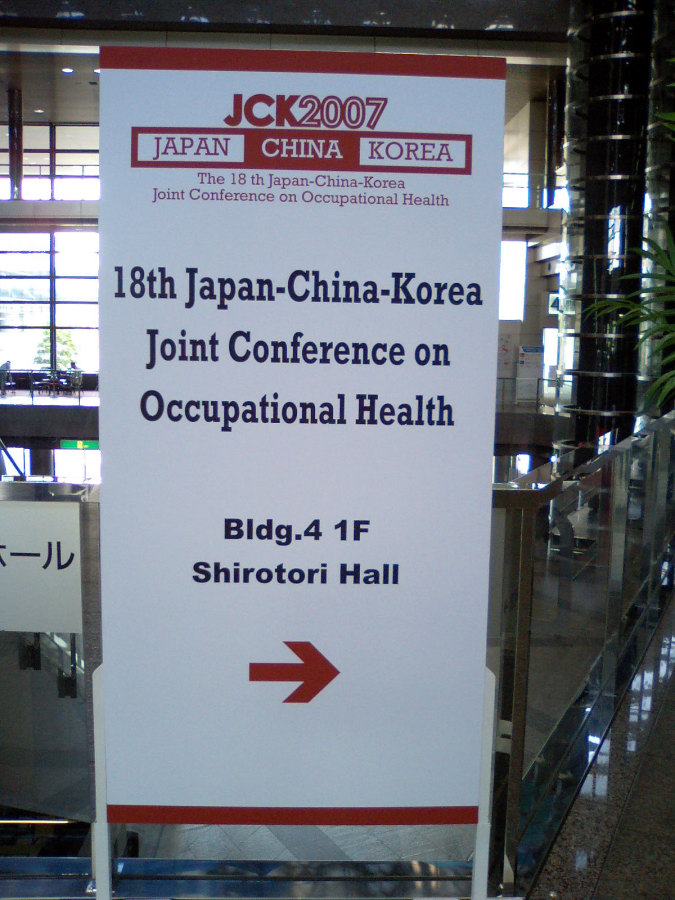 JCK2007
JAPAN CHINA KOREA
The 18 th Japan-China-Korea
Joint Conference on Occupational Health
18th Japan-China-Korea
Joint Conference on
Occupational Health
Bldg.4 1F
Shirotori Hall
ホール